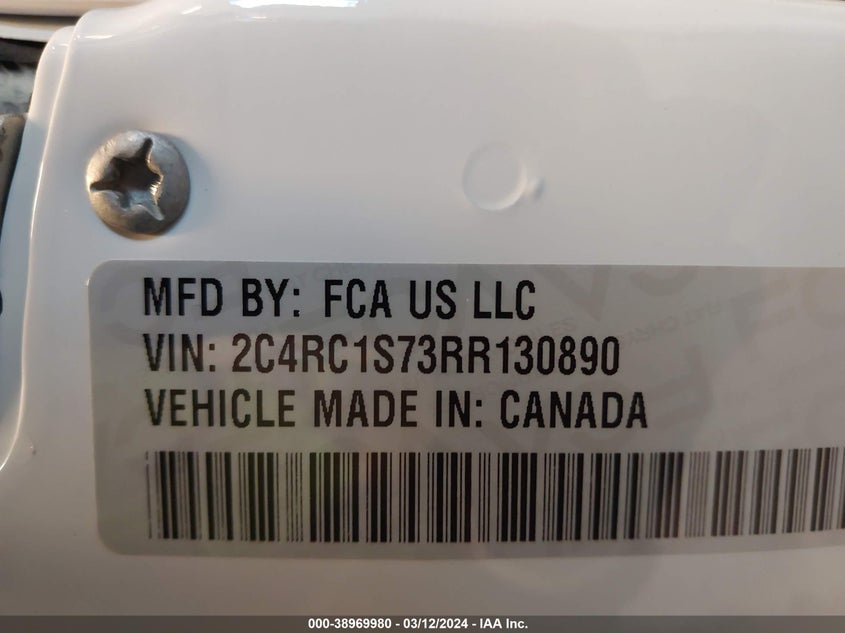 MFD BY: FCA US LLC
VIN: 2C4RC1S73RR130890
VEHICLE MADE IN: CANADA
000-38969980 - 03/12/2024 - IAA Inc.